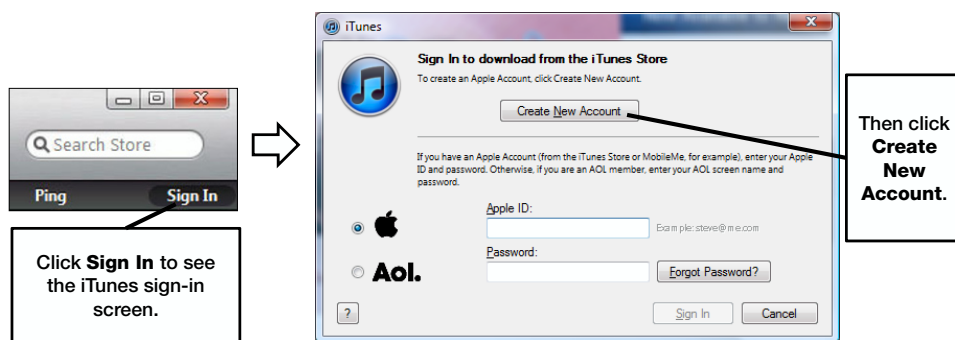 Search Store
Ping Sign In
Click Sign In to see
the iTunes sign-in
screen.
iTunes
Sign In to download from the iTunes Store
To create an Apple Account, click Create New Account.
Create New Account
If you have an Apple Account (from the iTunes Store or MobileMe, for example), enter your Apple
ID and password. Otherwise, if you are an AOL member, enter your AOL screen name and
password.
Apple ID:
Example: steve@me.com
Password:
Aol.
Forgot Password?
?
Sign In Cancel
Then click
Create
New
Account.